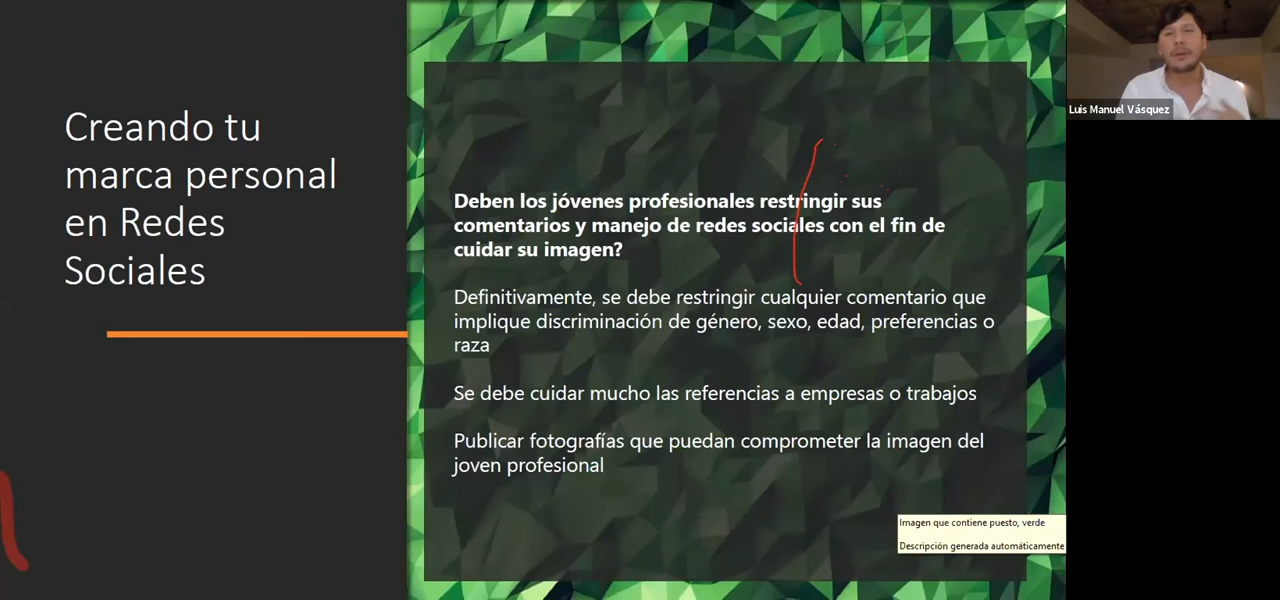 Creando tu
marca personal
en Redes
Sociales
Deben los jóvenes profesionales restringir sus
comentarios y manejo de redes sociales con el fin de
cuidar su imagen?
Definitivamente, se debe restringir cualquier comentario que
implique discriminación de género, sexo, edad, preferencias o
raza
Se debe cuidar mucho las referencias a empresas o trabajos
Publicar fotografías que puedan comprometer la imagen del
joven profesional
Imagen que contiene puesto, verde
Descripción generada automáticamente
Luis Manuel Vásquez